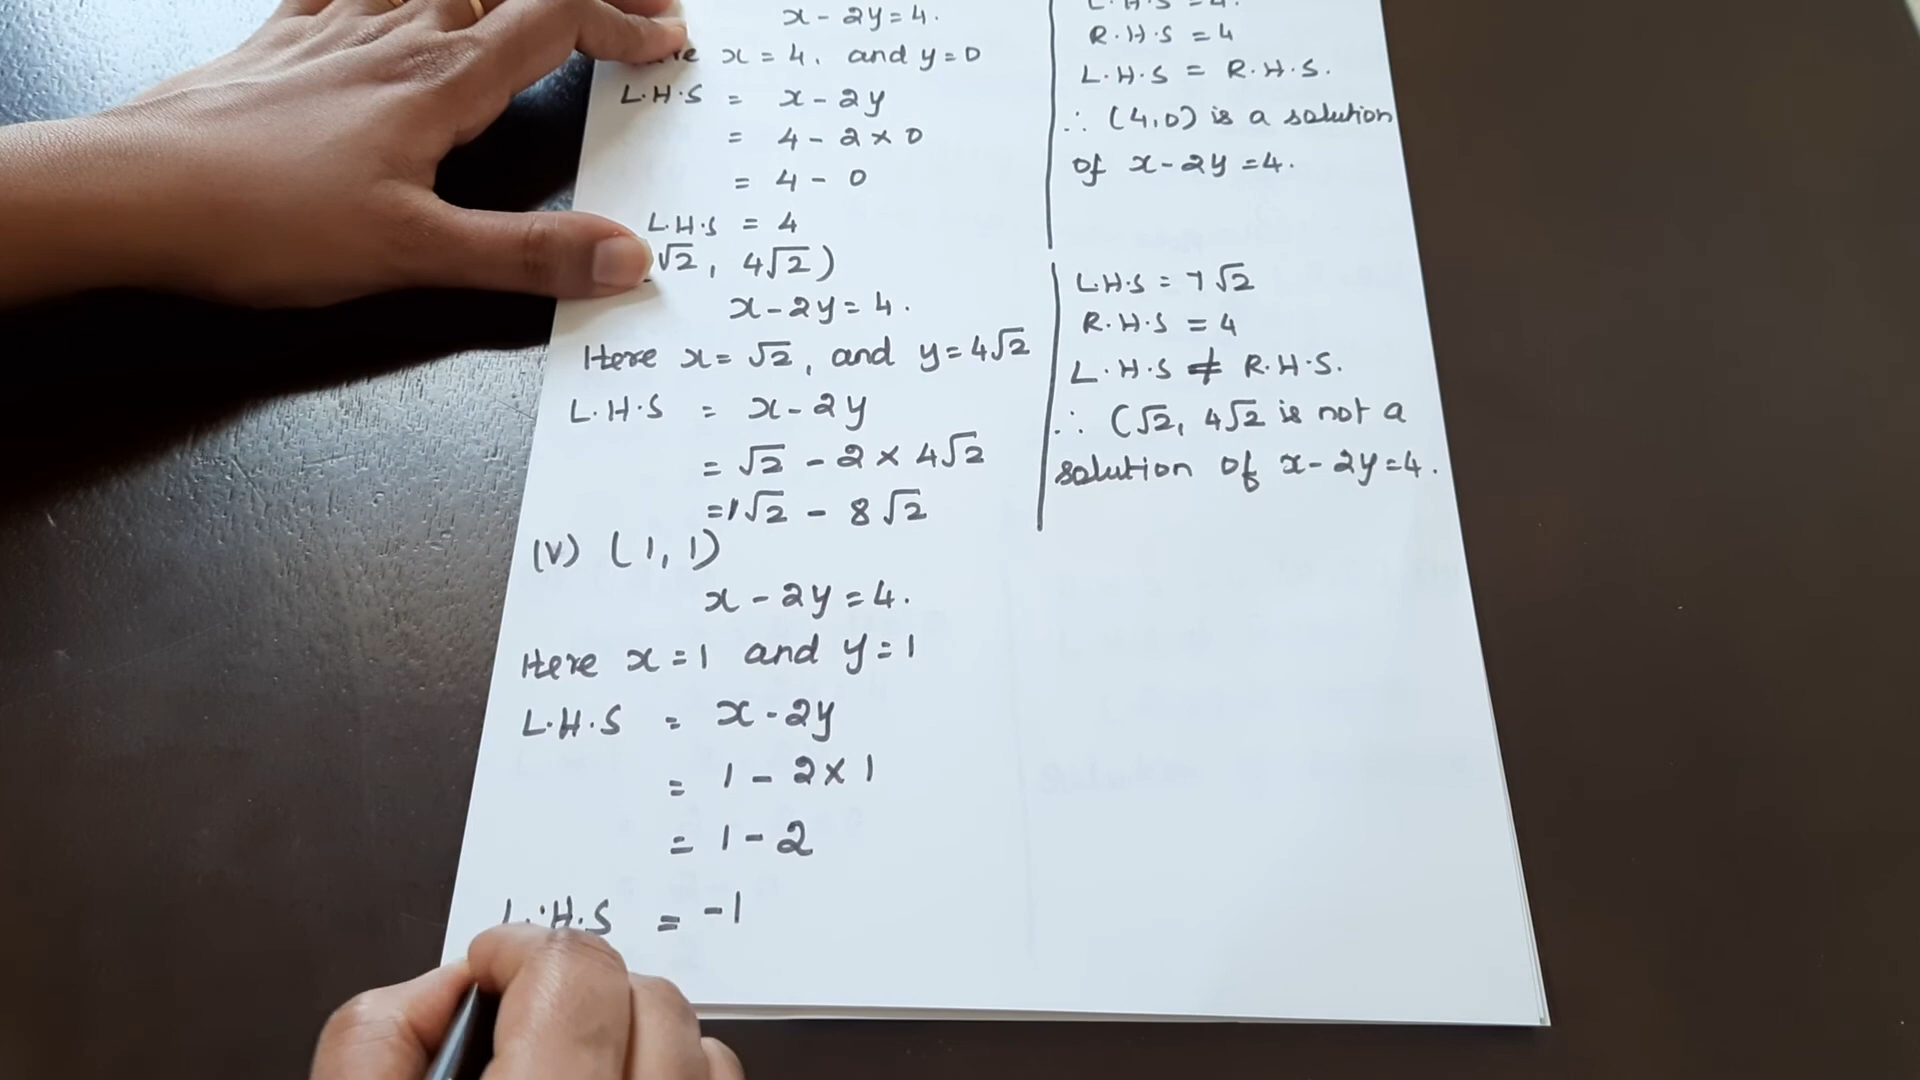 x - 2y = 4.
x = 4, and y = 0
L.H.S = x - 2y
= 4 - 2 × 0
= 4 - 0
L.H.S = 4
L.H.S = 4.
R.H.S = 4
L.H.S = R.H.S.
∴ (4,0) is a solution
of x - 2y = 4.
√2, 4√2)
x - 2y = 4.
Here x = √2, and y = 4√2
L.H.S = x - 2y
= √2 - 2 × 4√2
= 1√2 - 8√2
L.H.S = 7√2
R.H.S = 4
L.H.S ≠ R.H.S.
∴ (√2, 4√2 is not a
solution of x - 2y = 4.
(V) (1, 1)
x - 2y = 4.
Here x = 1 and y = 1
L.H.S = x - 2y
= 1 - 2 × 1
= 1 - 2
L.H.S = -1